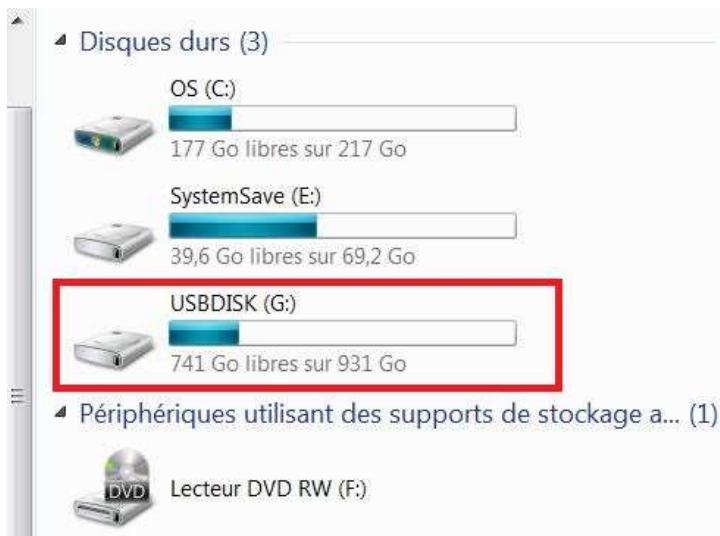 Disques durs (3)
OS (C:)
177 Go libres sur 217 Go
SystemSave (E:)
39,6 Go libres sur 69,2 Go
USBDISK (G:)
741 Go libres sur 931 Go
Périphériques utilisant des supports de stockage a... (1)
DVD
Lecteur DVD RW (F:)